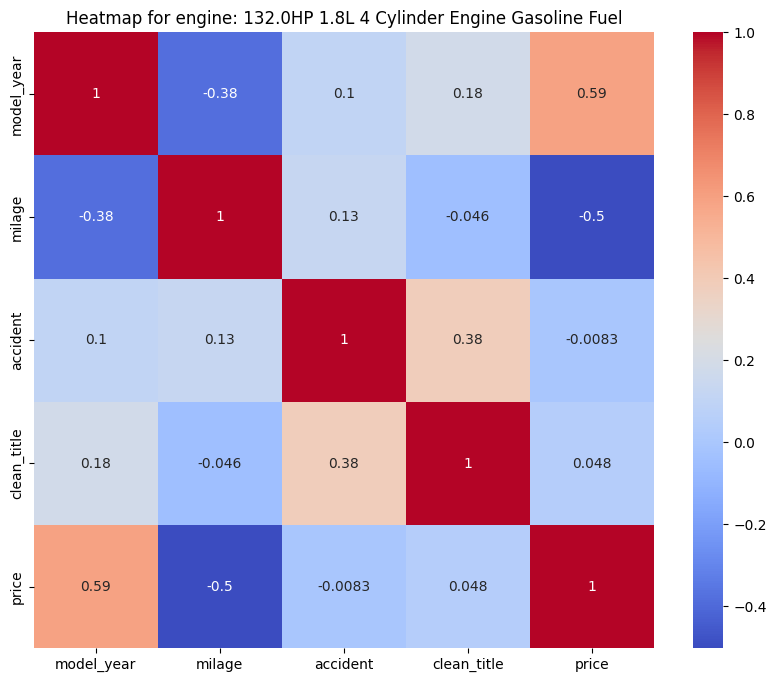 Heatmap for engine: 132.0HP 1.8L 4 Cylinder Engine Gasoline Fuel
model_year 1 -0.38 0.1 0.18 0.59
milage -0.38 1 0.13 -0.046 -0.5
accident 0.1 0.13 1 0.38 -0.0083
clean_title 0.18 -0.046 0.38 1 0.048
price 0.59 -0.5 -0.0083 0.048 1
model_year milage accident clean_title price
1.0
0.8
0.6
0.4
0.2
0.0
−0.2
−0.4